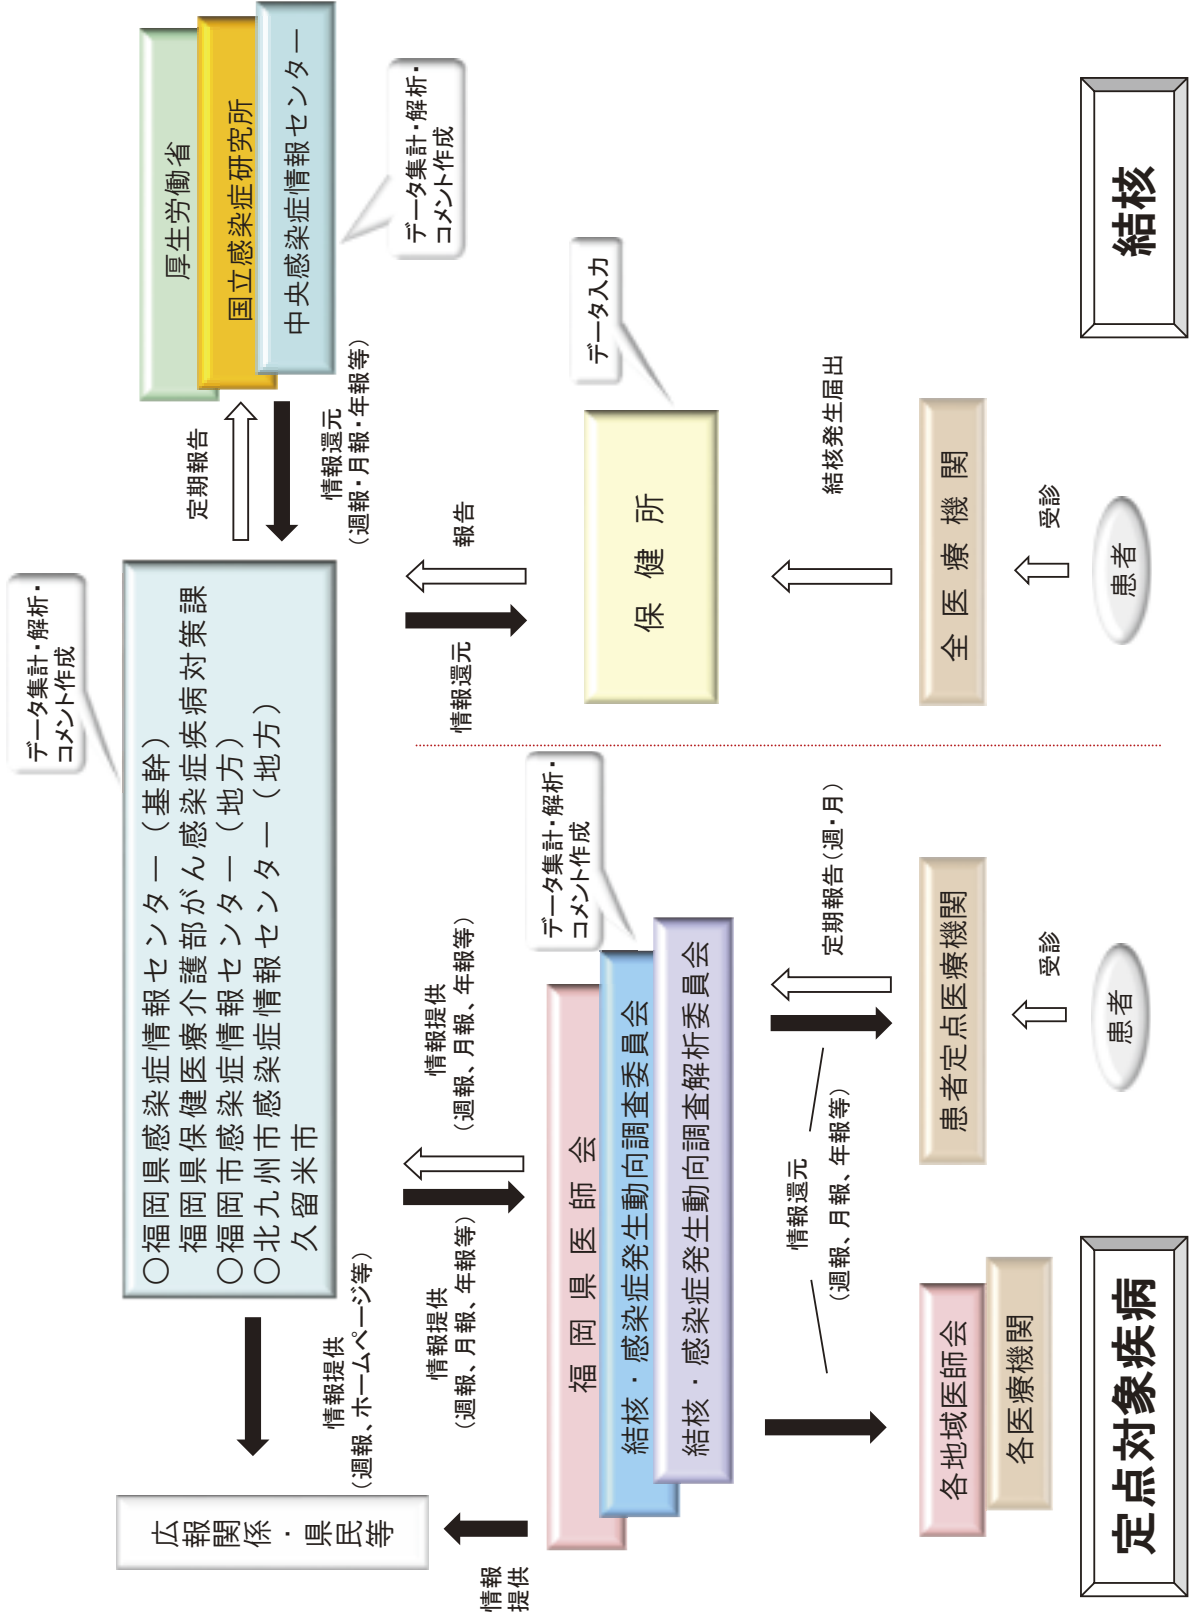 定点対象疾病
結核
広報
関係・県民等
情報
提供
情報提供
（週報、ホームページ等）
データ集計・解析・
コメント作成
〇福岡県感染症情報センター（基幹）
福岡県保健医療介護部がん感染症疾病対策課
〇福岡市感染症情報センター（地方）
〇北九州市感染症情報センター（地方）
久留米市
定期報告
情報還元
（週報・月報・年報等）
厚生労働省
国立感染症研究所
中央感染症情報センター
データ集計・解析・
コメント作成
情報提供
（週報、月報、年報等）
情報提供
（週報、月報、年報等）
情報還元
報告
福岡県医師会
結核・感染症発生動向調査委員会
結核・感染症発生動向調査解析委員会
データ集計・解析・
コメント作成
保健所
データ入力
情報還元
（週報、月報、年報等）
定期報告（週・月）
結核発生届出
各地域医師会
各医療機関
患者定点医療機関
全医療機関
受診
受診
患者
患者